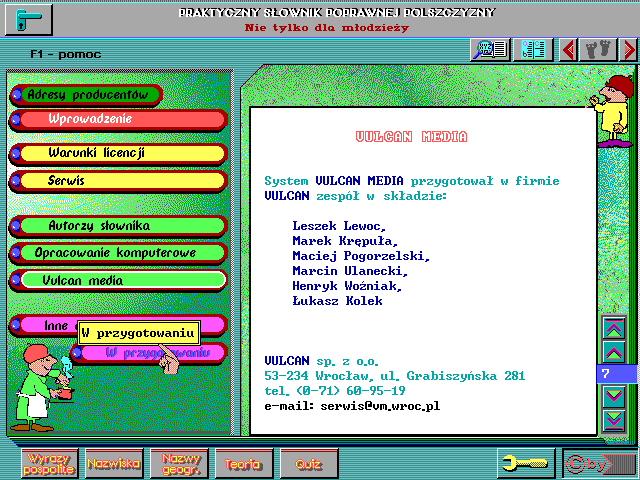 PRAKTYCZNY SŁOWNIK POPRAWNEJ POLSZCZYZNY
Nie tylko dla młodzieży
F1 - pomoc
Adresy producentów
Wprowadzenie
Warunki licencji
Serwis
Autorzy słownika
Opracowanie komputerowe
Vulcan media
Inne
W przygotowaniu
W przygotowaniu
VULCAN MEDIA
System VULCAN MEDIA przygotował w firmie
VULCAN zespół w składzie:
Leszek Lewoc,
Marek Krępuła,
Maciej Pogorzelski,
Marcin Ulanecki,
Henryk Woźniak,
Łukasz Kolek
VULCAN sp. z o.o.
53-234 Wrocław, ul. Grabiszyńska 281
tel. (0-71) 60-95-19
e-mail: serwis@vm.wroc.pl
7
Wyrazy pospolite
Nazwiska
Nazwy geogr.
Teoria
Quiz
©by